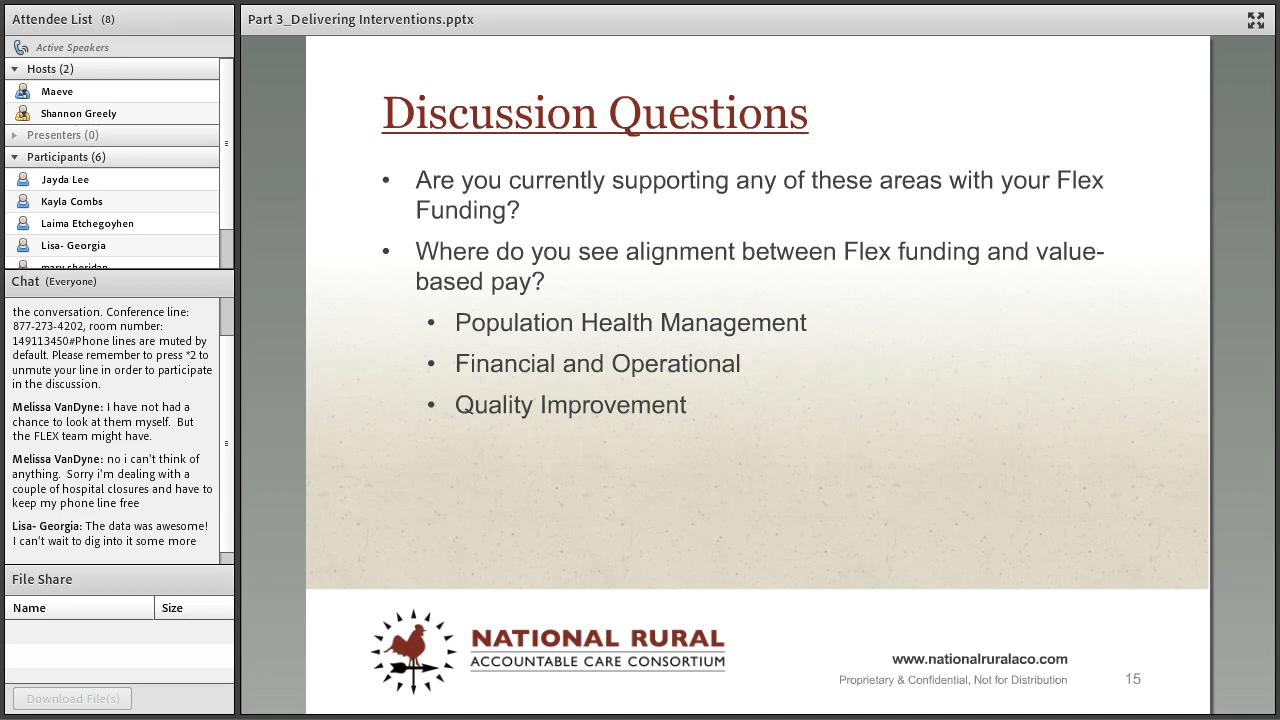 Attendee List (8)
Active Speakers
Hosts (2)
Maeve
Shannon Greely
Presenters (0)
Participants (6)
Jayda Lee
Kayla Combs
Laima Etchegoyhen
Lisa- Georgia
mary sheridan
Chat (Everyone)
the conversation. Conference line:
877-273-4202, room number:
149113450#Phone lines are muted by
default. Please remember to press *2 to
unmute your line in order to participate
in the discussion.
Melissa VanDyne: I have not had a
chance to look at them myself. But
the FLEX team might have.
Melissa VanDyne: no i can't think of
anything. Sorry i'm dealing with a
couple of hospital closures and have to
keep my phone line free
Lisa- Georgia: The data was awesome!
I can't wait to dig into it some more
File Share
Name Size
Download File(s)
Part 3_Delivering Interventions.pptx
Discussion Questions
• Are you currently supporting any of these areas with your Flex
Funding?
• Where do you see alignment between Flex funding and value-
based pay?
• Population Health Management
• Financial and Operational
• Quality Improvement
NATIONAL RURAL
ACCOUNTABLE CARE CONSORTIUM
www.nationalruralaco.com
Proprietary & Confidential, Not for Distribution
15